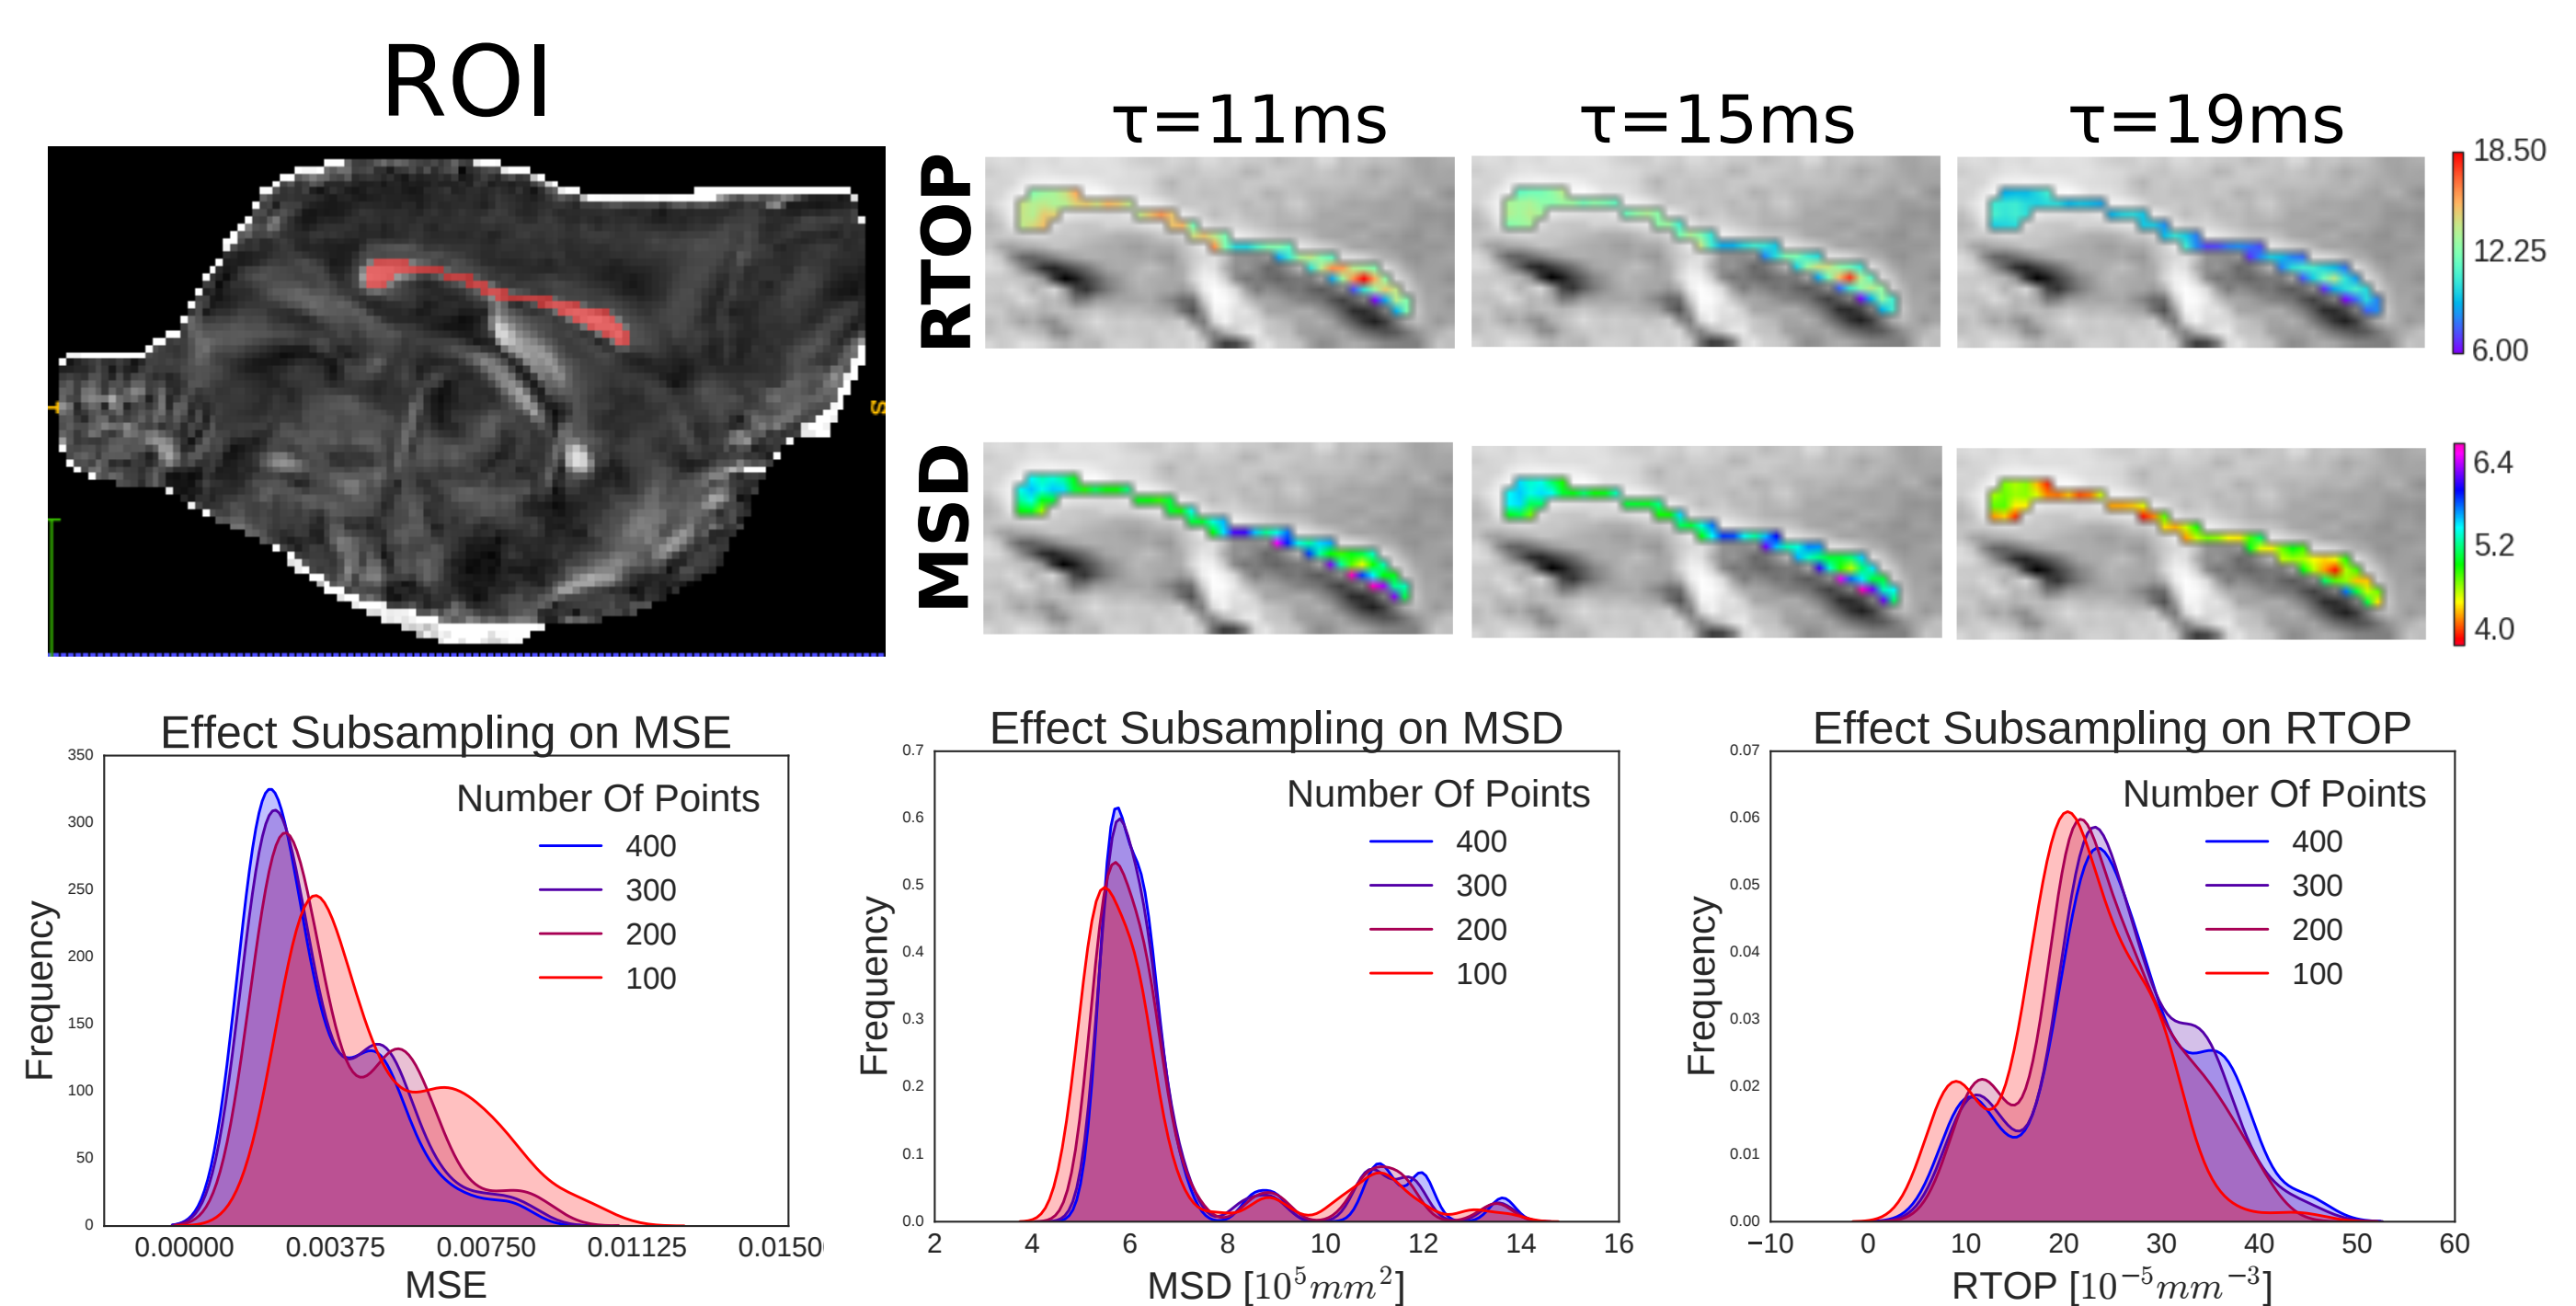 ROI
τ=11ms τ=15ms τ=19ms
RTOP
18.50
12.25
6.00
S
MSD
6.4
5.2
4.0
Effect Subsampling on MSE
350
300
250
200
150
100
50
0
Frequency
Number Of Points
400
300
200
100
0.00000 0.00375 0.00750 0.01125 0.0150
MSE
Effect Subsampling on MSD
0.7
0.6
0.5
0.4
0.3
0.2
0.1
0.0
Frequency
Number Of Points
400
300
200
100
2 4 6 8 10 12 14 16
MSD [10⁵mm²]
Effect Subsampling on RTOP
0.07
0.06
0.05
0.04
0.03
0.02
0.01
0.00
Frequency
Number Of Points
400
300
200
100
−10 0 10 20 30 40 50 60
RTOP [10⁻⁵mm⁻³]